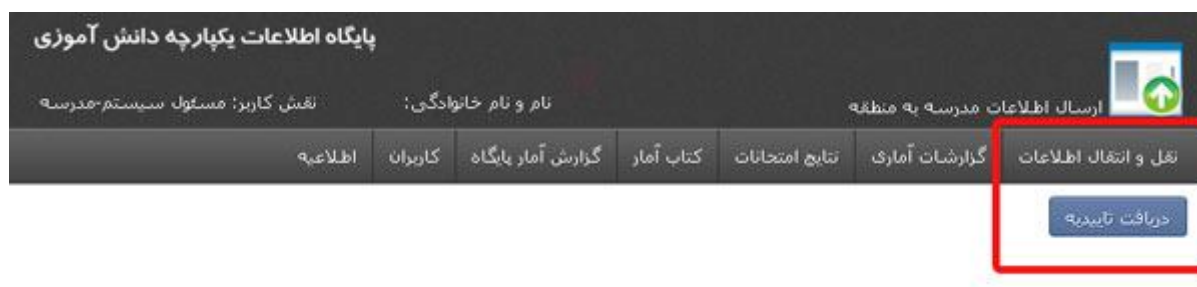 پایگاه اطلاعات یکپارچه دانش آموزی
ارسال اطلاعات مدرسه به منطقه نام و نام خانوادگی: نقش کاربر: مسئول سیستم-مدرسه
نقل و انتقال اطلاعات گزارشات آماری نتایج امتحانات کتاب آمار گزارش آمار پایگاه کاربران اطلاعیه
دریافت تاییدیه